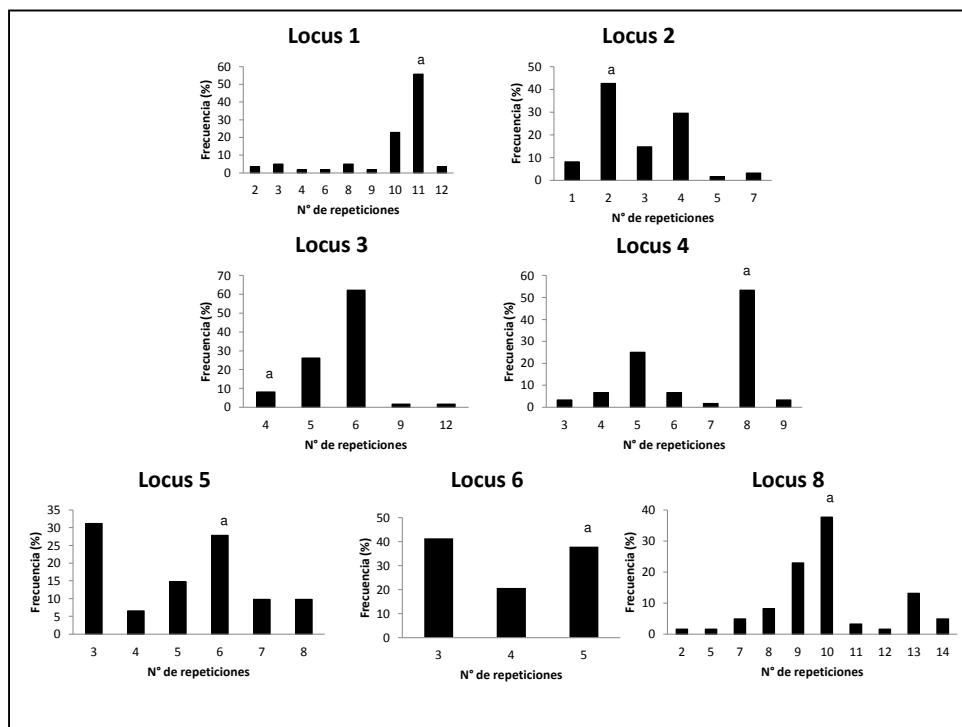 Locus 1
a
Frecuencia (%)
60
50
40
30
20
10
0
2 3 4 6 8 9 10 11 12
N° de repeticiones
Locus 2
a
Frecuencia (%)
50
40
30
20
10
0
1 2 3 4 5 7
N° de repeticiones
Locus 3
a
Frecuencia (%)
70
60
50
40
30
20
10
0
4 5 6 9 12
N° de repeticiones
Locus 4
a
Frecuencia (%)
60
50
40
30
20
10
0
3 4 5 6 7 8 9
N° de repeticiones
Locus 5
a
Frecuencia (%)
35
30
25
20
15
10
5
0
3 4 5 6 7 8
N° de repeticiones
Locus 6
a
Frecuencia (%)
50
40
30
20
10
0
3 4 5
N° de repeticiones
Locus 8
a
Frecuencia (%)
40
30
20
10
0
2 5 7 8 9 10 11 12 13 14
N° de repeticiones